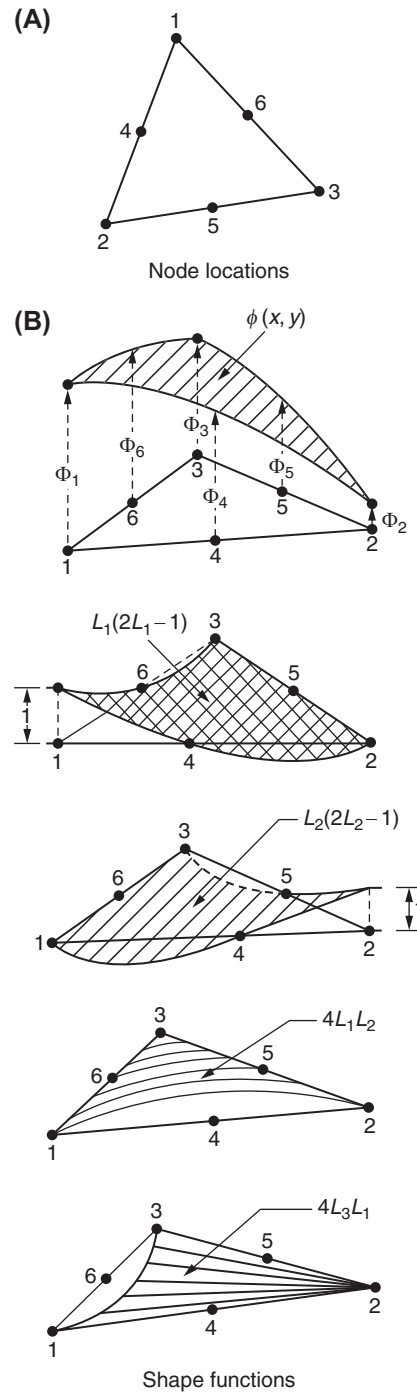 (A)
1
6
4
3
2
5
Node locations
(B)
ϕ(x, y)
Φ₆
Φ₃
Φ₁
3
Φ₅
Φ₄
6
5
Φ₂
1
4
2
L₁(2L₁−1)
3
6
5
1
1
4
2
L₂(2L₂−1)
3
6
5
1
1
4
2
3
4L₁L₂
6
5
1
4
2
3
4L₃L₁
5
6
2
4
1
Shape functions